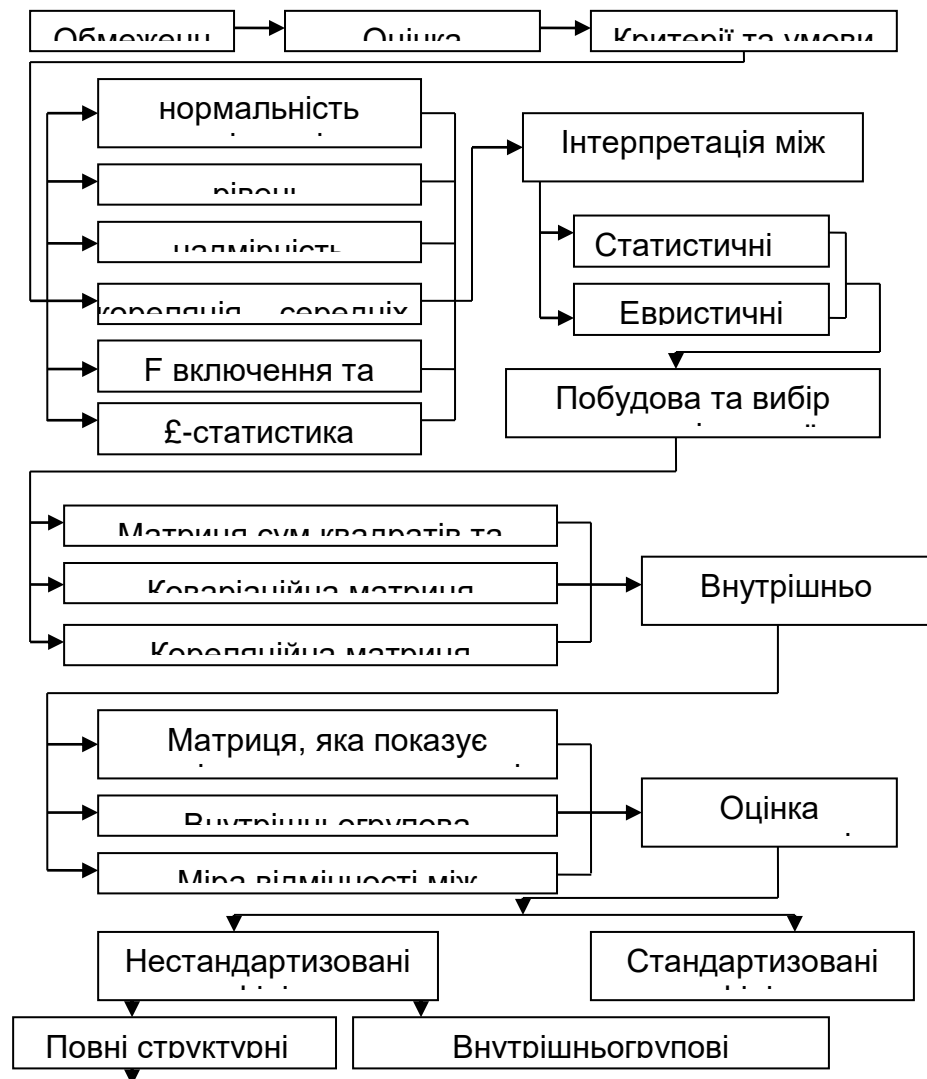 Обмежен
Оцінка
Критерії та умови
нормальність
рівень
надмірність
кореляція середніх
F включення та
£-статистика
Інтерпретація між
Статистичні
Евристичні
Побудова та вибір
Матриця сум квадратів та
Коваріаційна матриця
Кореляційна матриця
Внутрішньо
Матриця, яка показує
Внутрішньогрупова
Міра відмінності між
Оцінка
Нестандартизовані
Стандартизовані
Повні структурні
Внутрішньогрупові